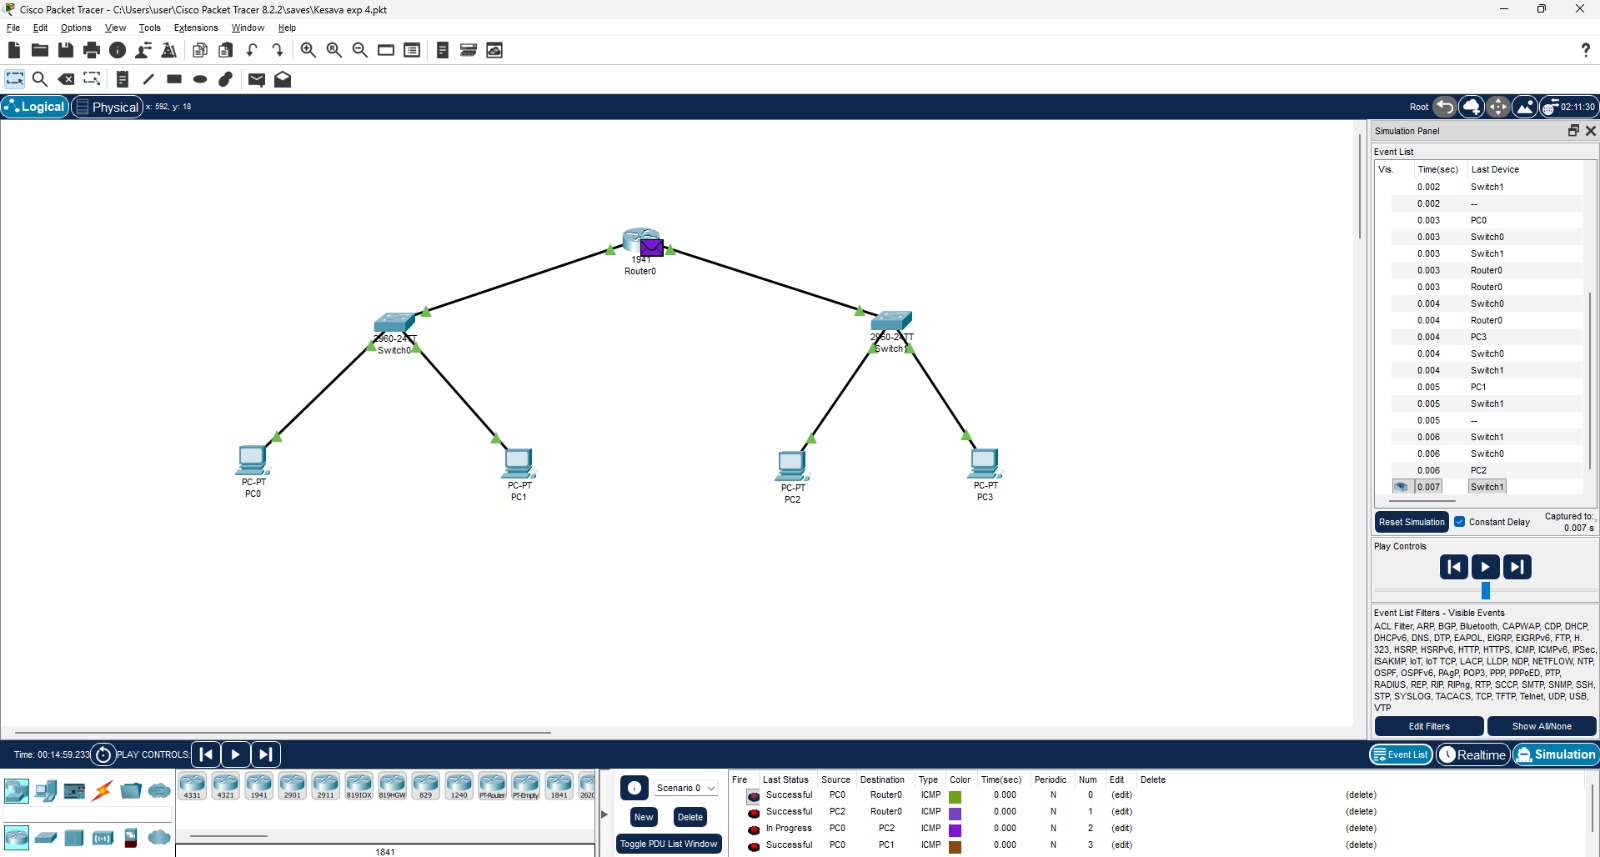 Cisco Packet Tracer - C:\Users\user\Cisco Packet Tracer 8.2.2\saves\Kesava exp 4.pkt
File Edit Options View Tools Extensions Window Help
Logical Physical x: 592, y: 18 Root 02:11:30
Simulation Panel
Event List
Vis. Time(sec) Last Device
0.002 Switch1
0.002 --
0.003 PC0
0.003 Switch0
0.003 Switch1
0.003 Router0
0.003 Router0
0.004 Switch0
0.004 Router0
0.004 PC3
0.004 Switch0
0.004 Switch1
0.005 PC1
0.005 Switch1
0.005 --
0.006 Switch1
0.006 Switch0
0.006 PC2
0.007 Switch1
Reset Simulation Constant Delay Captured to:
0.007 s
Play Controls
Event List Filters - Visible Events
ACL Filter, ARP, BGP, Bluetooth, CAPWAP, CDP, DHCP,
DHCPv6, DNS, DTP, EAPOL, EIGRP, EIGRPv6, FTP, H.
323, HSRP, HSRPv6, HTTP, HTTPS, ICMP, ICMPv6, IPSec,
ISAKMP, IoT, IoT TCP, LACP, LLDP, NDP, NETFLOW, NTP,
OSPF, OSPFv6, PAgP, POP3, PPP, PPPoED, PTP,
RADIUS, REP, RIP, RIPng, RTP, SCCP, SMTP, SNMP, SSH,
STP, SYSLOG, TACACS, TCP, TFTP, Telnet, UDP, USB,
VTP
Edit Filters Show All/None
1941
Router0
2960-24TT
Switch0
2960-24TT
Switch1
PC-PT
PC0
PC-PT
PC1
PC-PT
PC2
PC-PT
PC3
Time: 00:14:59.233 PLAY CONTROLS:
Event List Realtime Simulation
4331 4321 1941 2901 2911 819IOX 819HGW 829 1240 PT-Router PT-Empty 1841 2620
1841
Scenario 0
New Delete
Toggle PDU List Window
Fire Last Status Source Destination Type Color Time(sec) Periodic Num Edit Delete
Successful PC0 Router0 ICMP 0.000 N 0 (edit) (delete)
Successful PC2 Router0 ICMP 0.000 N 1 (edit) (delete)
In Progress PC0 PC2 ICMP 0.000 N 2 (edit) (delete)
Successful PC0 PC1 ICMP 0.000 N 3 (edit) (delete)